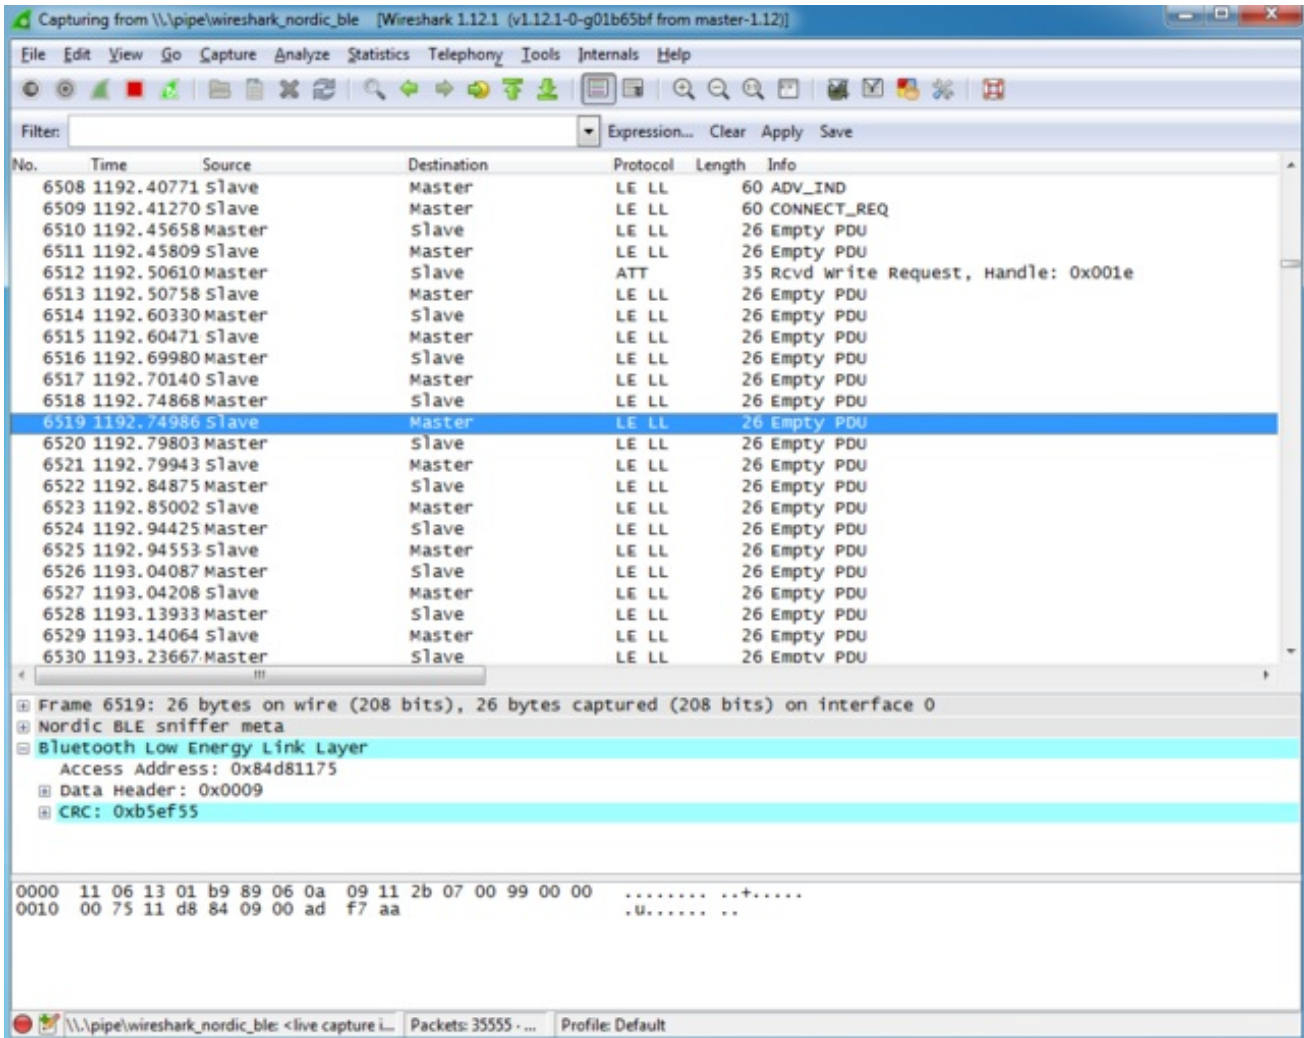 Capturing from \\.\pipe\wireshark_nordic_ble [Wireshark 1.12.1 (v1.12.1-0-g01b65bf from master-1.12)]
File Edit View Go Capture Analyze Statistics Telephony Tools Internals Help
Filter: Expression... Clear Apply Save
No. Time Source Destination Protocol Length Info
6508 1192.40771 Slave Master LE LL 60 ADV_IND
6509 1192.41270 Slave Master LE LL 60 CONNECT_REQ
6510 1192.45658 Master Slave LE LL 26 Empty PDU
6511 1192.45809 Slave Master LE LL 26 Empty PDU
6512 1192.50610 Master Slave ATT 35 Rcvd Write Request, Handle: 0x001e
6513 1192.50758 Slave Master LE LL 26 Empty PDU
6514 1192.60330 Master Slave LE LL 26 Empty PDU
6515 1192.60471 Slave Master LE LL 26 Empty PDU
6516 1192.69980 Master Slave LE LL 26 Empty PDU
6517 1192.70140 Slave Master LE LL 26 Empty PDU
6518 1192.74868 Master Slave LE LL 26 Empty PDU
6519 1192.74986 Slave Master LE LL 26 Empty PDU
6520 1192.79803 Master Slave LE LL 26 Empty PDU
6521 1192.79943 Slave Master LE LL 26 Empty PDU
6522 1192.84875 Master Slave LE LL 26 Empty PDU
6523 1192.85002 Slave Master LE LL 26 Empty PDU
6524 1192.94425 Master Slave LE LL 26 Empty PDU
6525 1192.94553 Slave Master LE LL 26 Empty PDU
6526 1193.04087 Master Slave LE LL 26 Empty PDU
6527 1193.04208 Slave Master LE LL 26 Empty PDU
6528 1193.13933 Master Slave LE LL 26 Empty PDU
6529 1193.14064 Slave Master LE LL 26 Empty PDU
6530 1193.23667 Master Slave LE LL 26 Empty PDU
Frame 6519: 26 bytes on wire (208 bits), 26 bytes captured (208 bits) on interface 0
Nordic BLE sniffer meta
Bluetooth Low Energy Link Layer
Access Address: 0x84d81175
Data Header: 0x0009
CRC: 0xb5ef55
0000 11 06 13 01 b9 89 06 0a 09 11 2b 07 00 99 00 00 ........ ..+.....
0010 00 75 11 d8 84 09 00 ad f7 aa .u...... ..
\\.\pipe\wireshark_nordic_ble: <live capture i... Packets: 35555 · ... Profile: Default